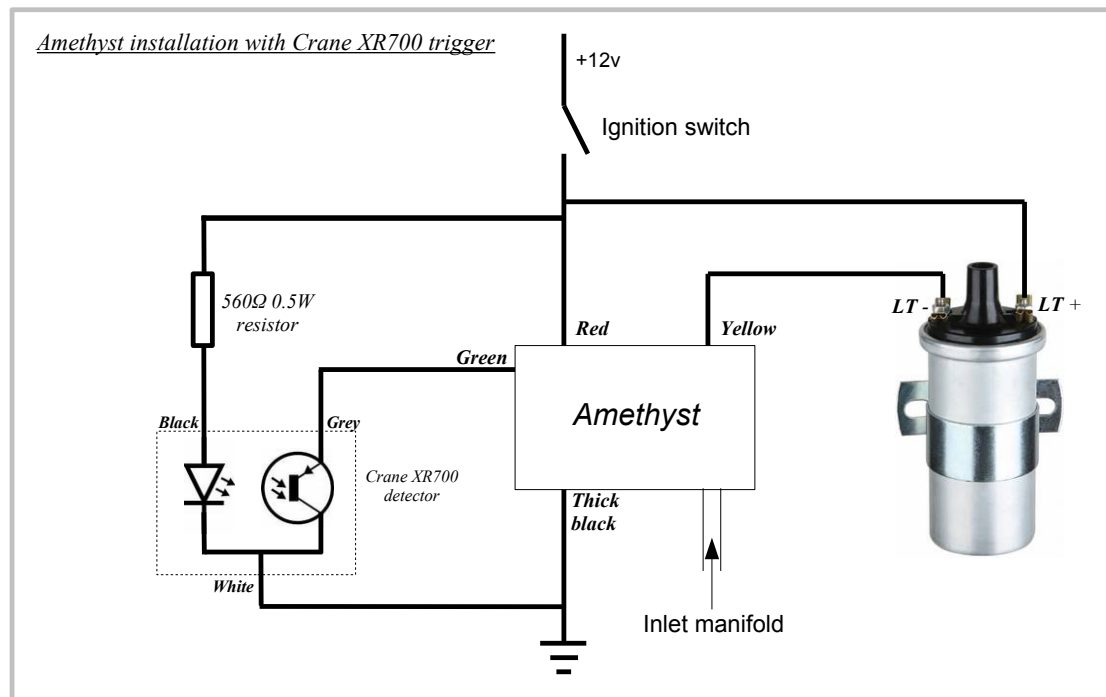 Amethyst installation with Crane XR700 trigger
+12v
Ignition switch
560Ω 0.5W
resistor
LT -
LT +
Red
Yellow
Green
Amethyst
Black
Grey
Crane XR700
detector
Thick
black
White
Inlet manifold